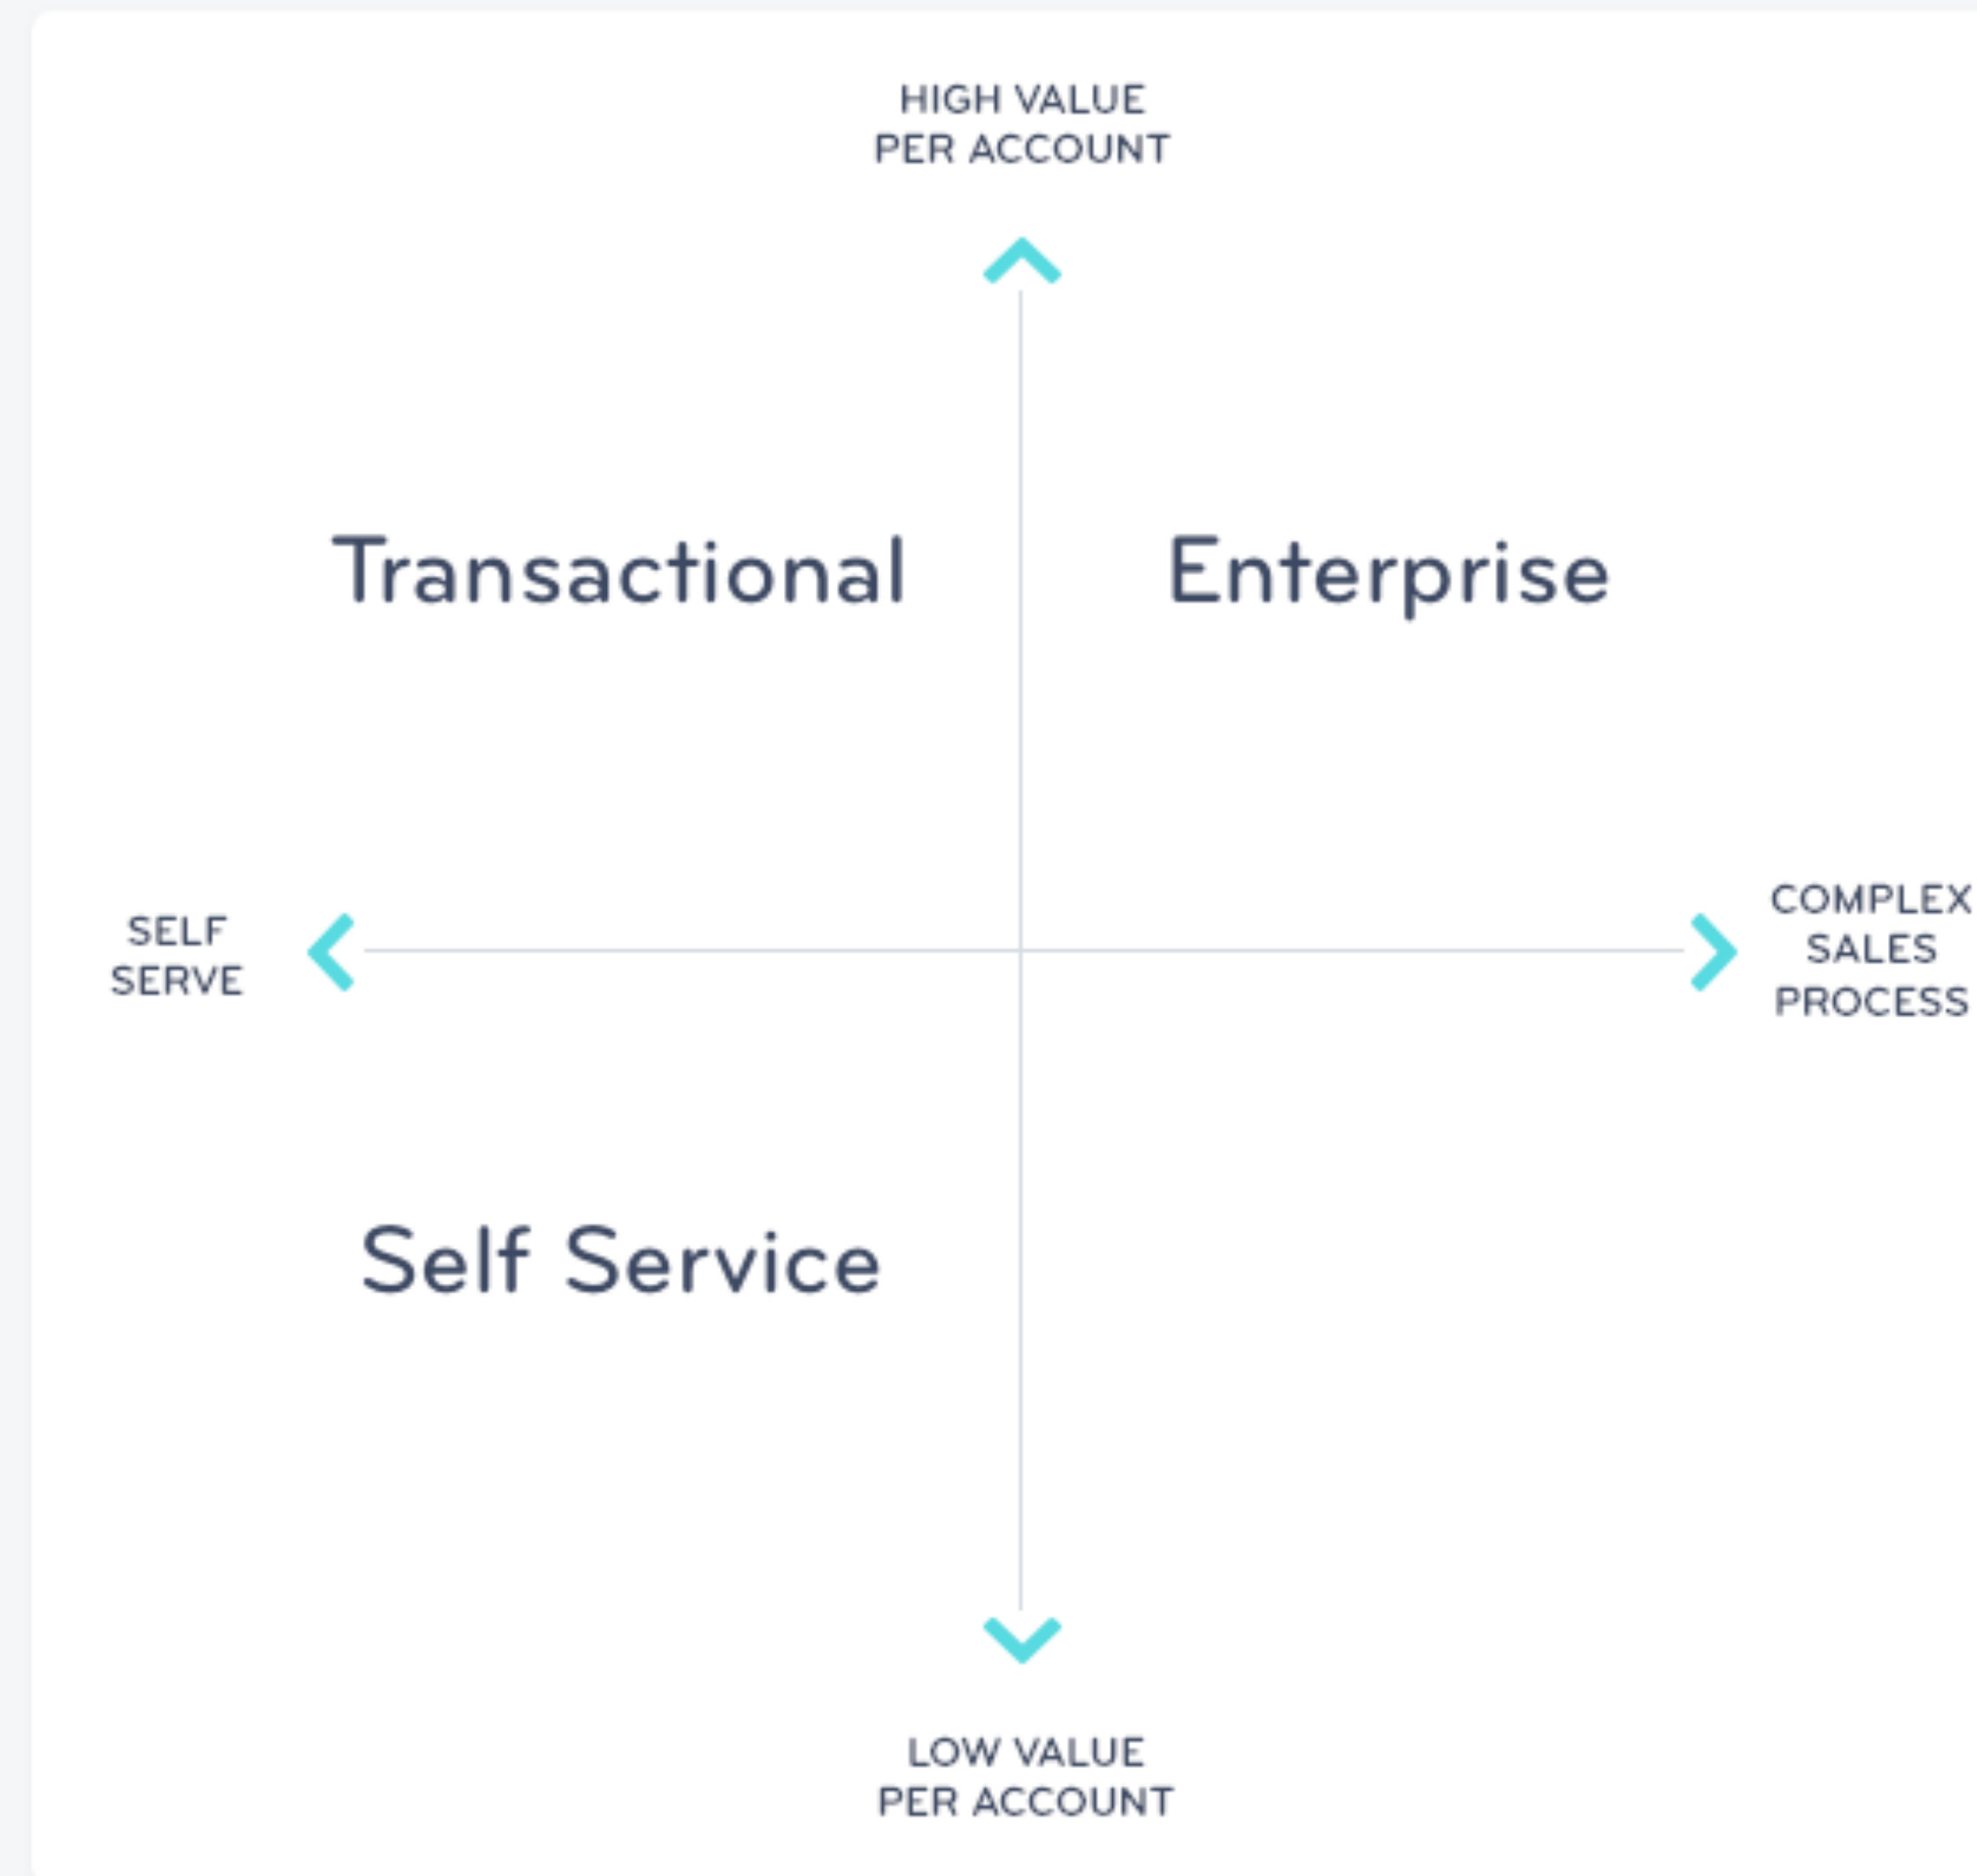 HIGH VALUE
PER ACCOUNT
Transactional
Enterprise
SELF
SERVE
COMPLEX
SALES
PROCESS
Self Service
LOW VALUE
PER ACCOUNT